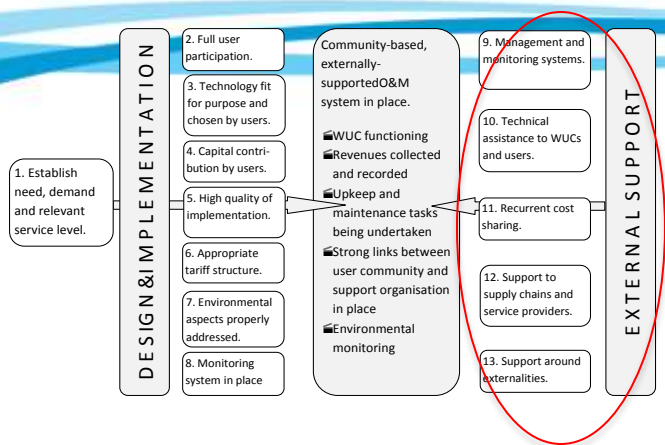 1. Establish
need, demand
and relevant
service level.
DESIGN&IMPLEMENTATION
2. Full user
participation.
3. Technology fit
for purpose and
chosen by users.
4. Capital contri-
bution by users.
5. High quality of
implementation.
6. Appropriate
tariff structure.
7. Environmental
aspects properly
addressed.
8. Monitoring
system in place
Community-based,
externally-
supportedO&M
system in place.
WUC functioning
Revenues collected
and recorded
Upkeep and
maintenance tasks
being undertaken
Strong links between
user community and
support organisation
in place
Environmental
monitoring
9. Management and
monitoring systems.
10. Technical
assistance to WUCs
and users.
11. Recurrent cost
sharing.
12. Support to
supply chains and
service providers.
13. Support around
externalities.
EXTERNAL SUPPORT